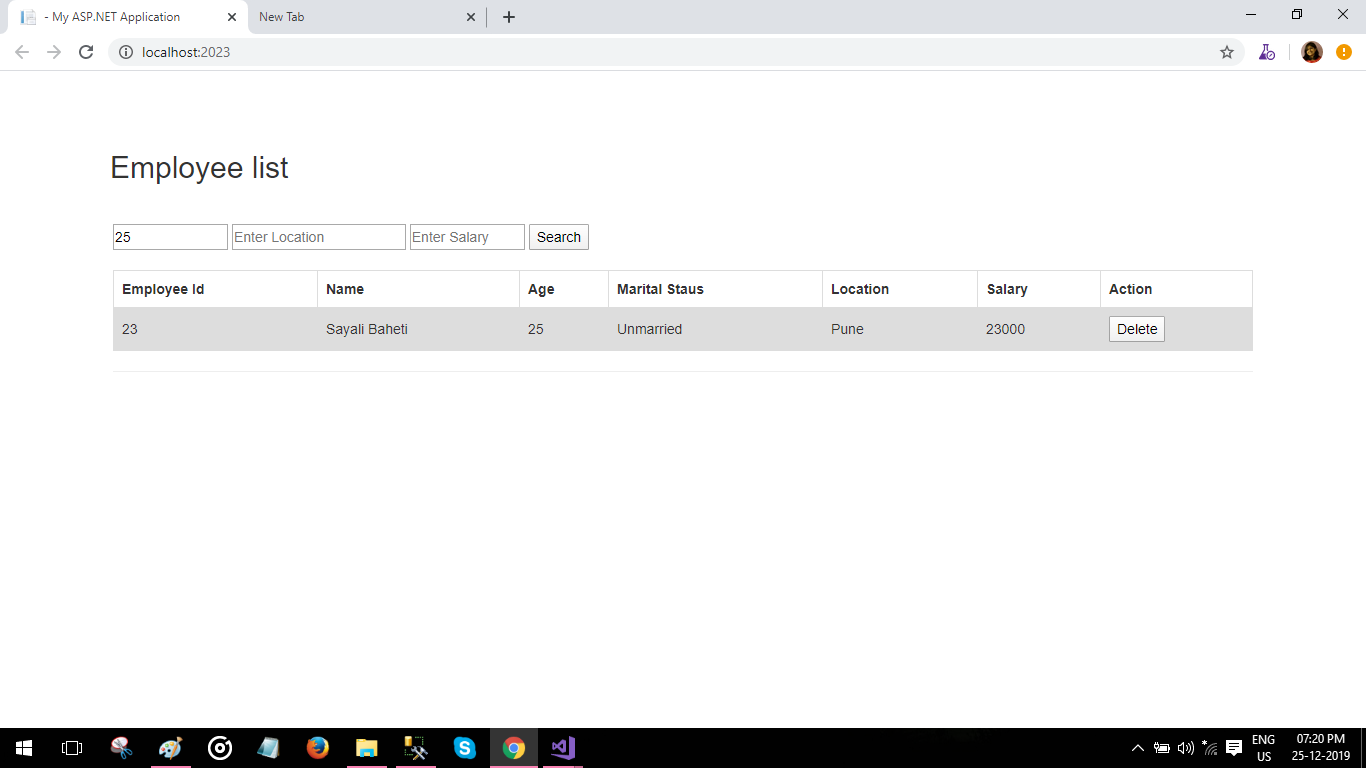 - My ASP.NET Application
New Tab
localhost:2023
Employee list
25 Enter Location Enter Salary Search
Employee Id Name Age Marital Staus Location Salary Action
23 Sayali Baheti 25 Unmarried Pune 23000 Delete
ENG 07:20 PM
US 25-12-2019